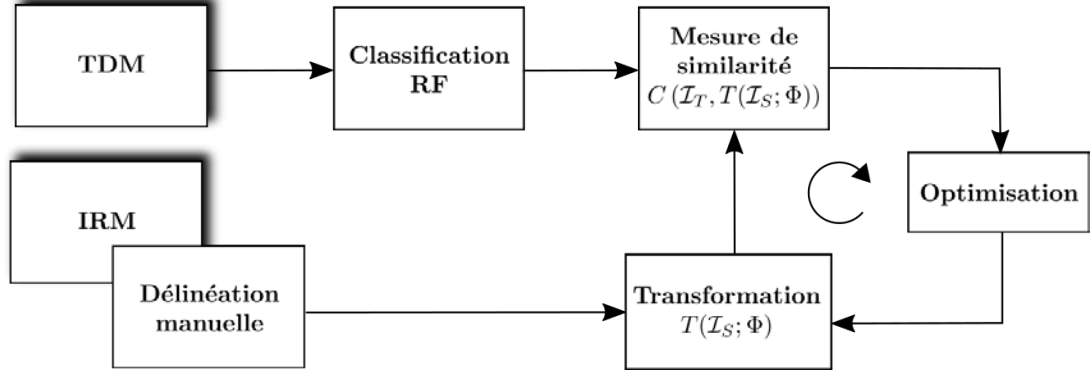 TDM
Classification
RF
Mesure de
similarité
C (I_T, T(I_S; Φ))
IRM
Délinéation
manuelle
Transformation
T(I_S; Φ)
Optimisation